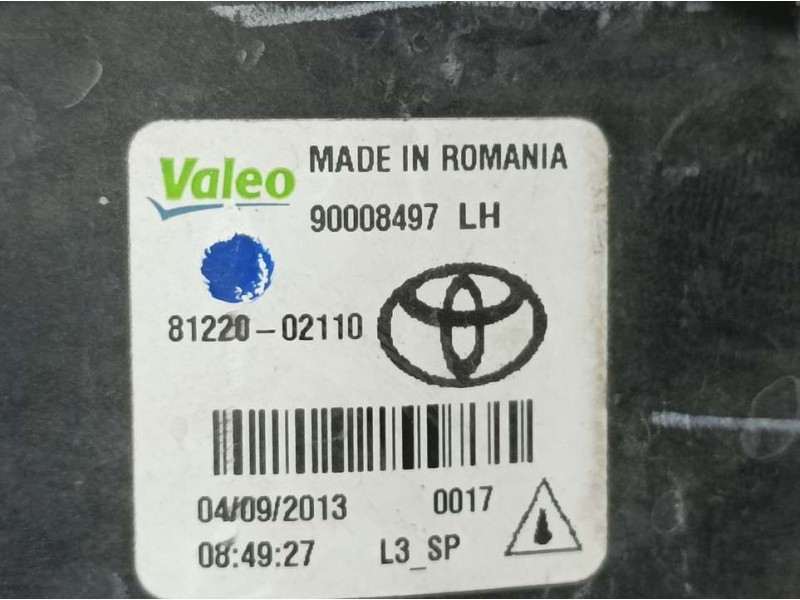 Valeo MADE IN ROMANIA
90008497 LH
81220-02110
04/09/2013 0017
08:49:27 L3_SP